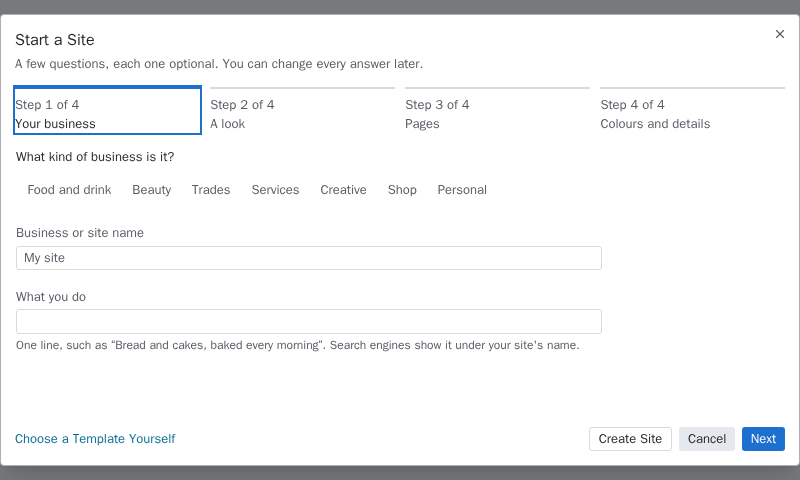 Start a Site
A few questions, each one optional. You can change every answer later.
Step 1 of 4
Your business
Step 2 of 4
A look
Step 3 of 4
Pages
Step 4 of 4
Colours and details
What kind of business is it?
Food and drink Beauty Trades Services Creative Shop Personal
Business or site name
My site
What you do
One line, such as “Bread and cakes, baked every morning”. Search engines show it under your site's name.
Choose a Template Yourself
Create Site Cancel Next